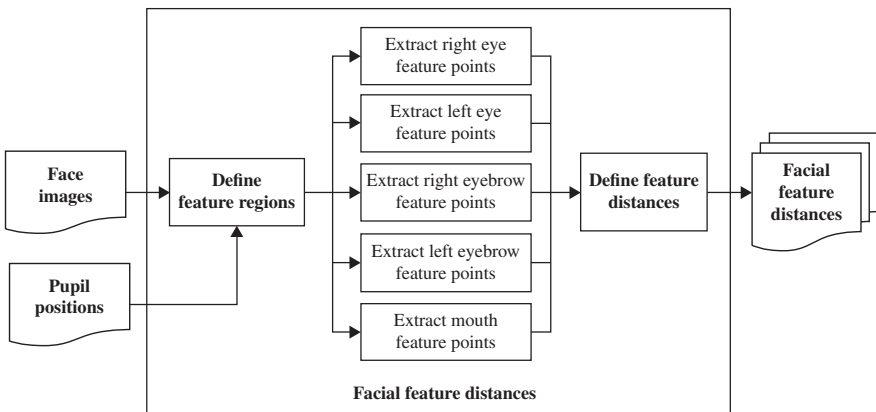 Face
images
Pupil
positions
Define
feature regions
Extract right eye
feature points
Extract left eye
feature points
Extract right eyebrow
feature points
Extract left eyebrow
feature points
Extract mouth
feature points
Define feature
distances
Facial
feature
distances
Facial feature distances